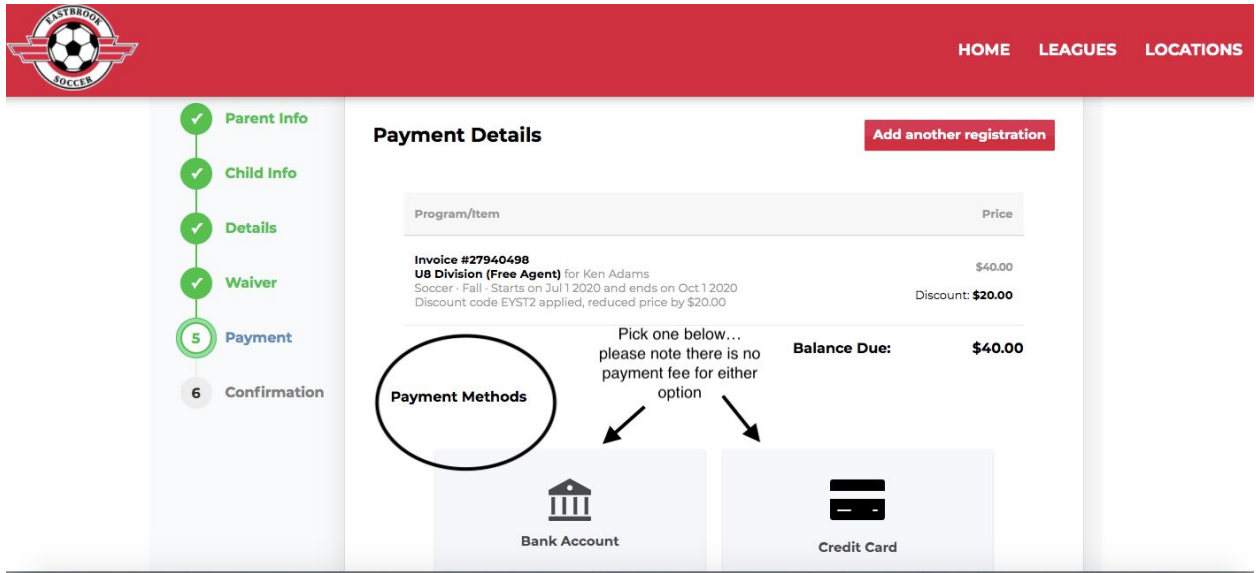 EASTBROOK
SOCCER
HOME LEAGUES LOCATIONS
Parent Info
Child Info
Details
Waiver
5 Payment
6 Confirmation
Payment Details
Add another registration
Program/Item Price
Invoice #27940498
U8 Division (Free Agent) for Ken Adams
$40.00
Soccer · Fall · Starts on Jul 1 2020 and ends on Oct 1 2020
Discount code EYST2 applied, reduced price by $20.00
Discount: $20.00
Pick one below...
please note there is no
payment fee for either
option
Balance Due: $40.00
Payment Methods
Bank Account
Credit Card